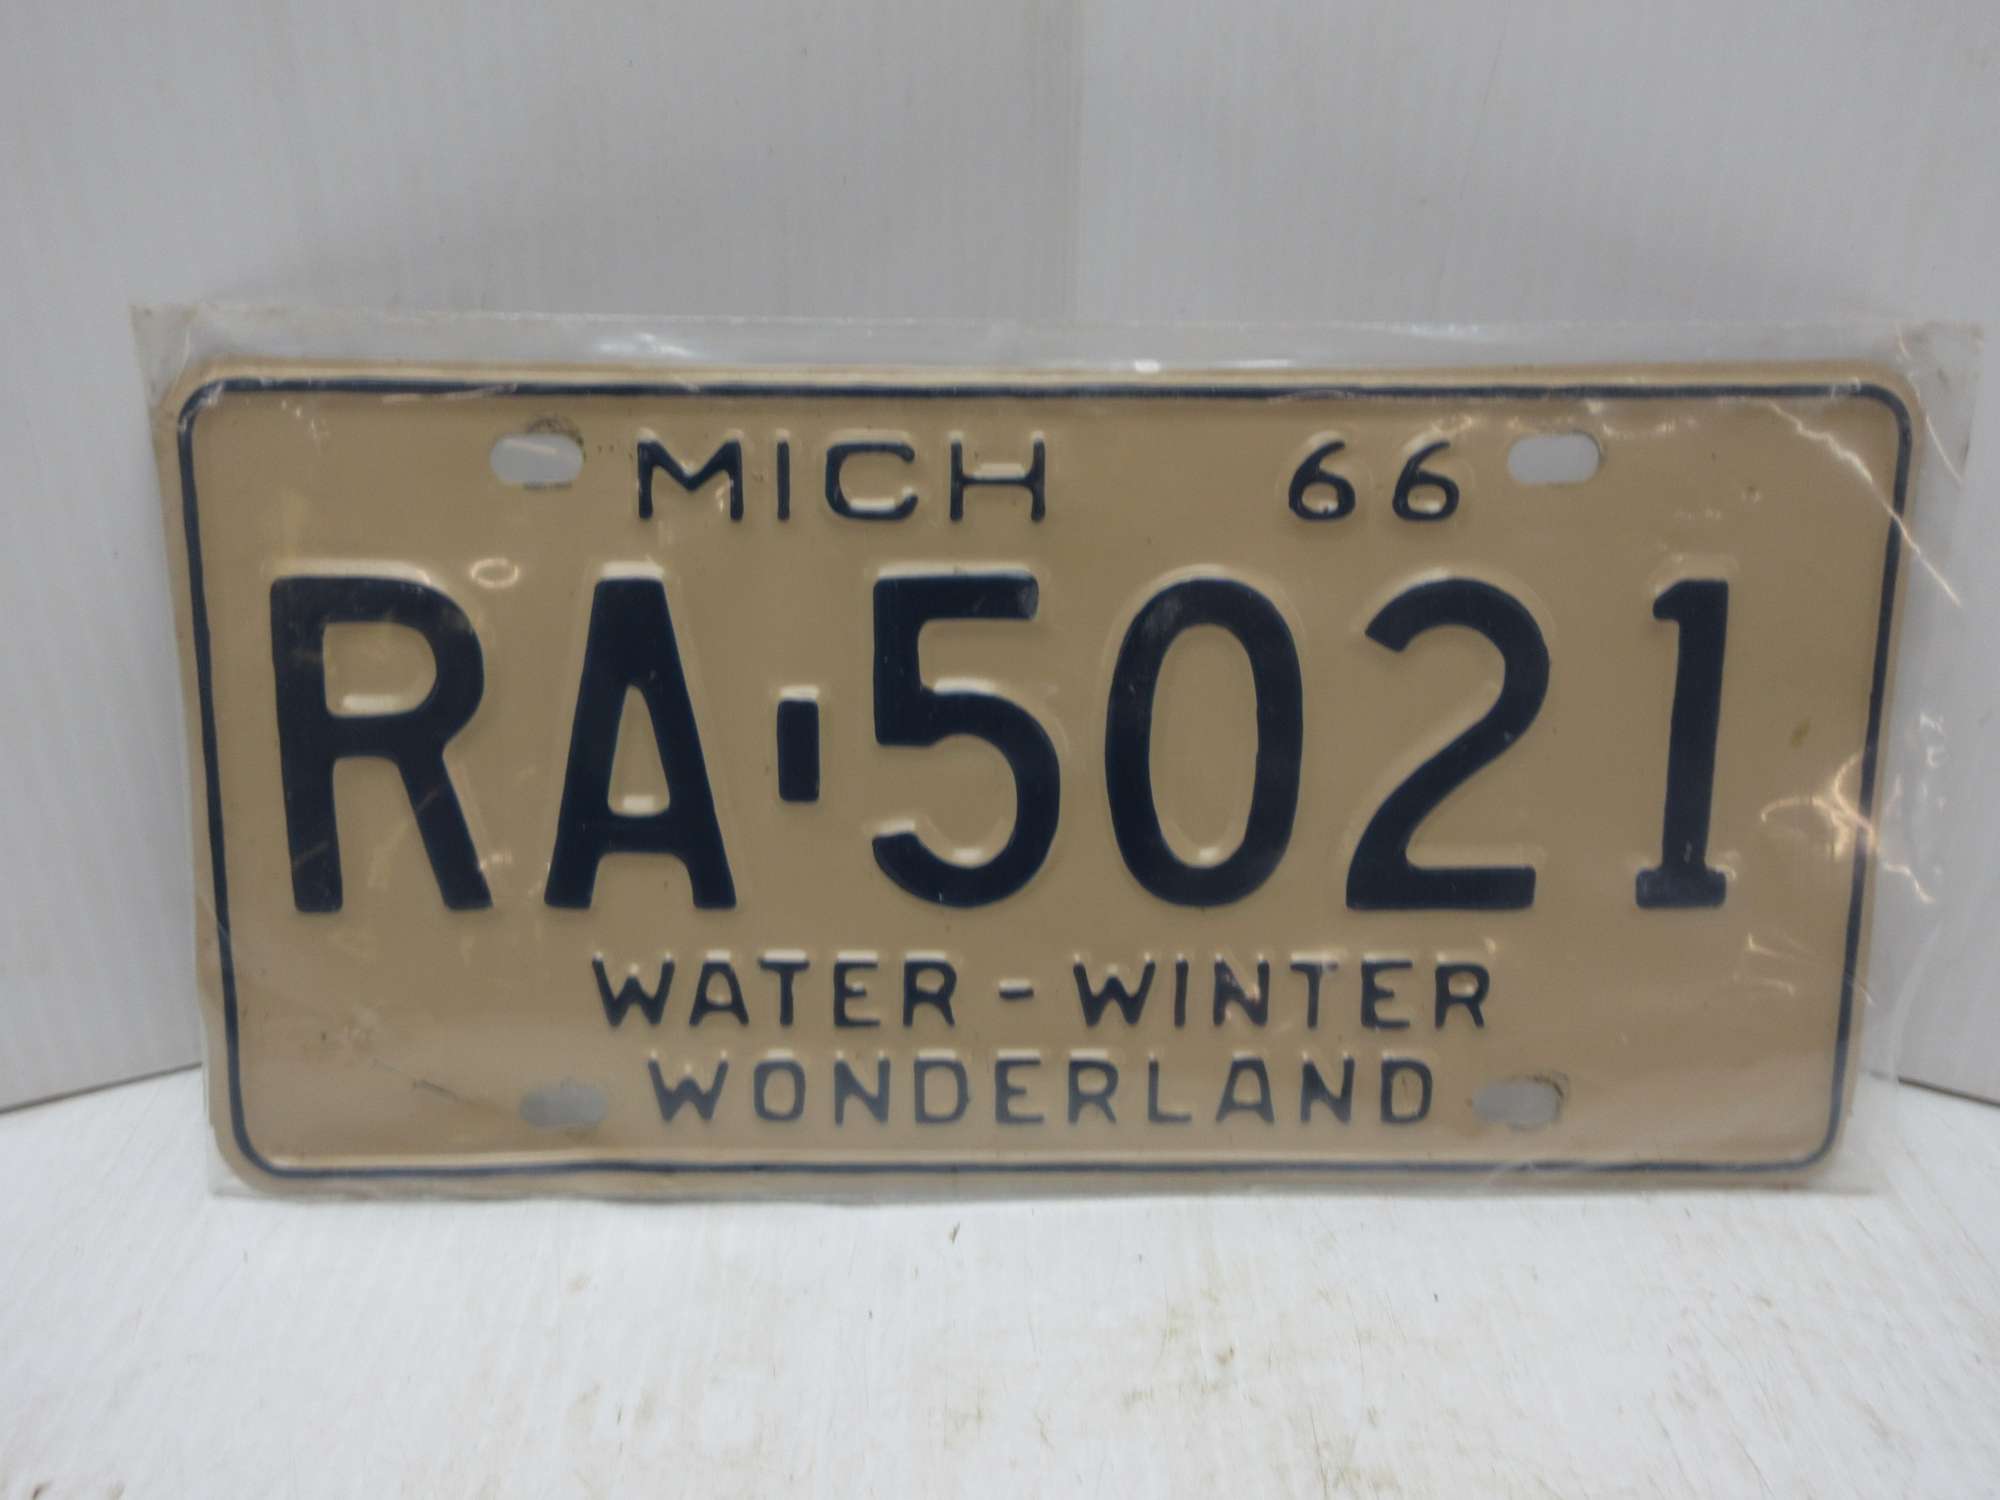 MICH 66
RA-5021
WATER-WINTER
WONDERLAND